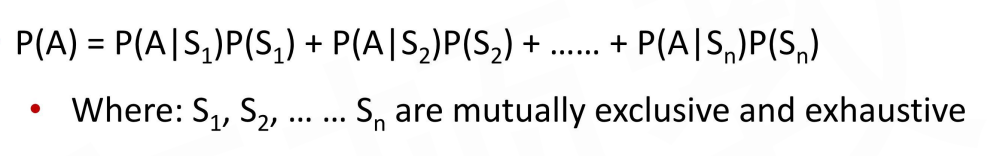 P(A) = P(A|S₁)P(S₁) + P(A|S₂)P(S₂) + …... + P(A|Sₙ)P(Sₙ)
• Where: S₁, S₂, … … Sₙ are mutually exclusive and exhaustive